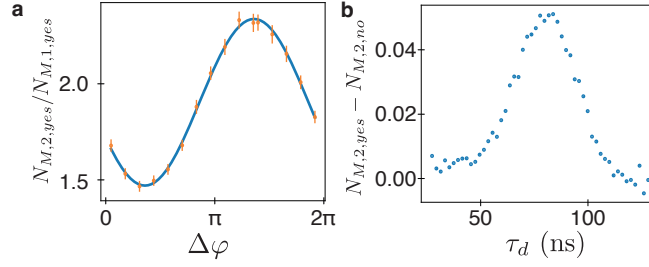 a
N_{M,2,yes}/N_{M,1,yes}
2.0
1.5
0
π
2π
Δφ
b
N_{M,2,yes} − N_{M,2,no}
0.04
0.02
0.00
50
100
τ_d (ns)